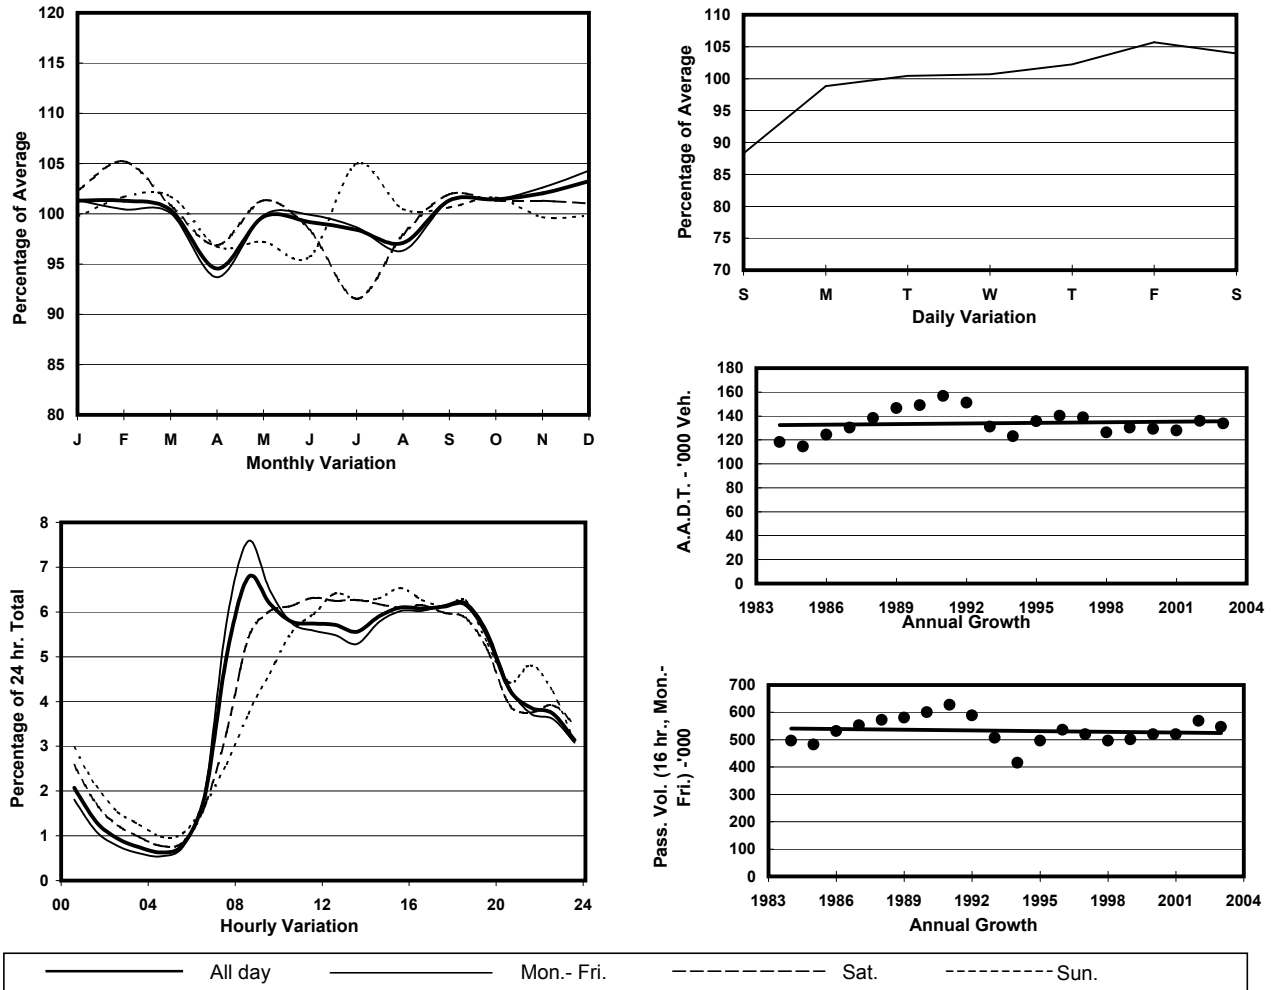 120
115
110
105
100
95
90
85
80
Percentage of Average
J F M A M J J A S O N D
Monthly Variation
110
105
100
95
90
85
80
75
70
Percentage of Average
S M T W T F S
Daily Variation
180
160
140
120
100
80
60
40
20
0
A.A.D.T. - '000 Veh.
1983 1986 1989 1992 1995 1998 2001 2004
Annual Growth
8
7
6
5
4
3
2
1
0
Percentage of 24 hr. Total
00 04 08 12 16 20 24
Hourly Variation
700
600
500
400
300
200
100
0
Pass. Vol. (16 hr., Mon.-
Fri.) -'000
1983 1986 1989 1992 1995 1998 2001 2004
Annual Growth
All day Mon.- Fri. Sat. Sun.